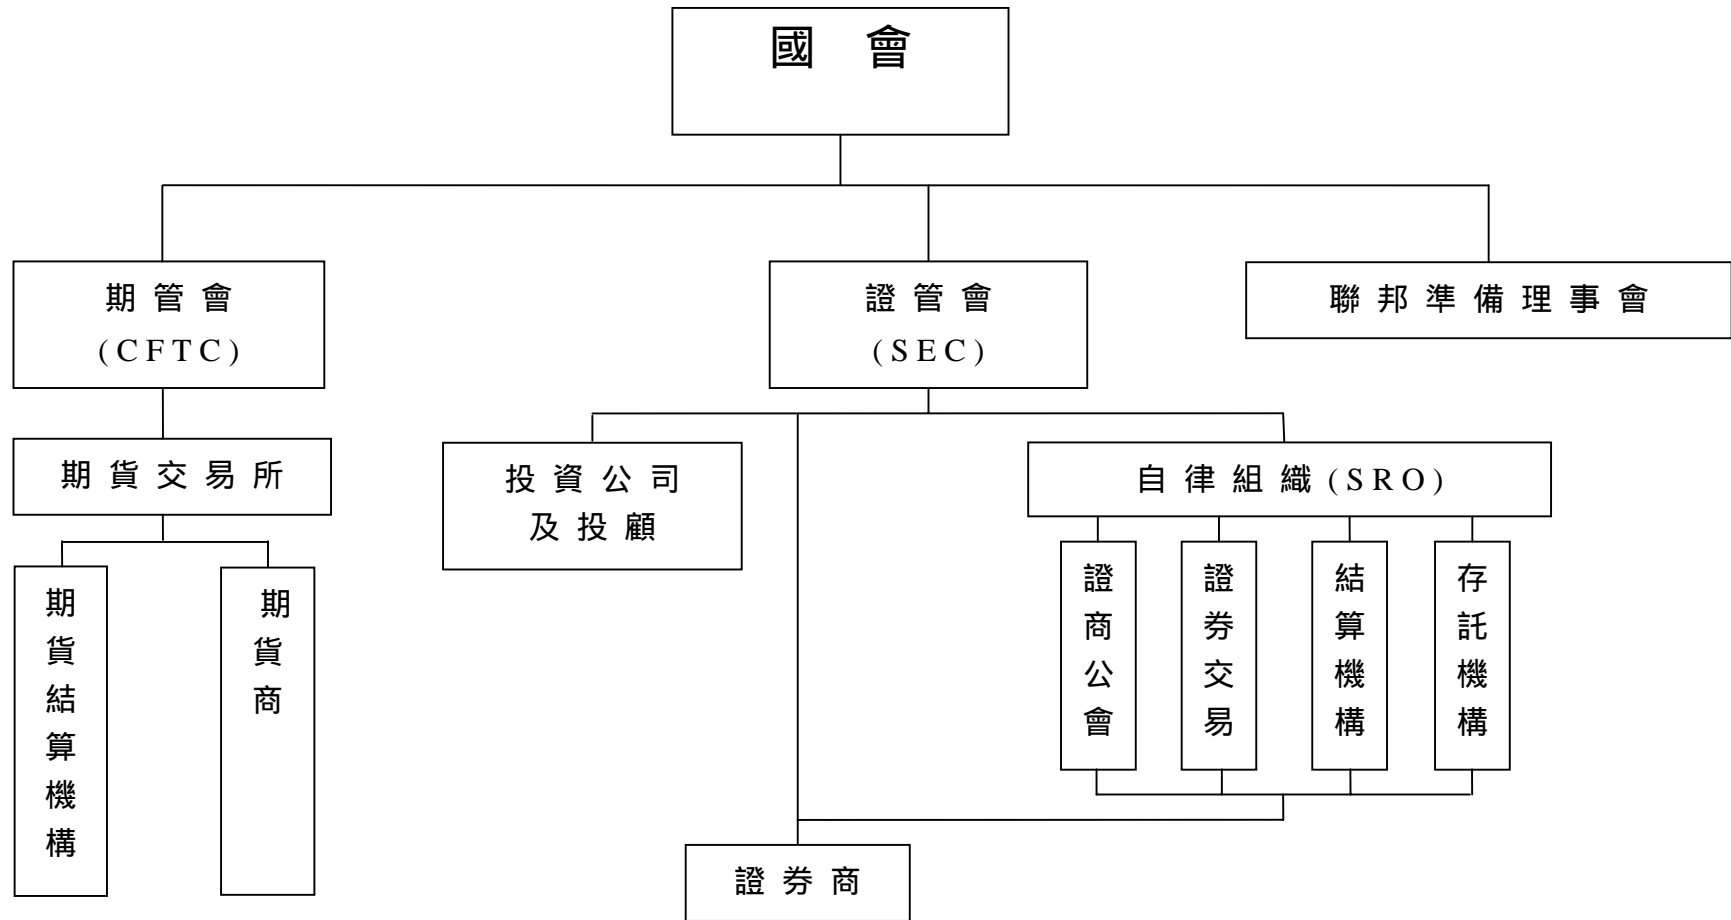 國 會
期管會
(CFTC)
證管會
(SEC)
聯邦準備理事會
期貨交易所
投資公司
及投顧
自律組織(SRO)
期貨結算機構
期貨商
證商公會
證券交易
結算機構
存託機構
證券商